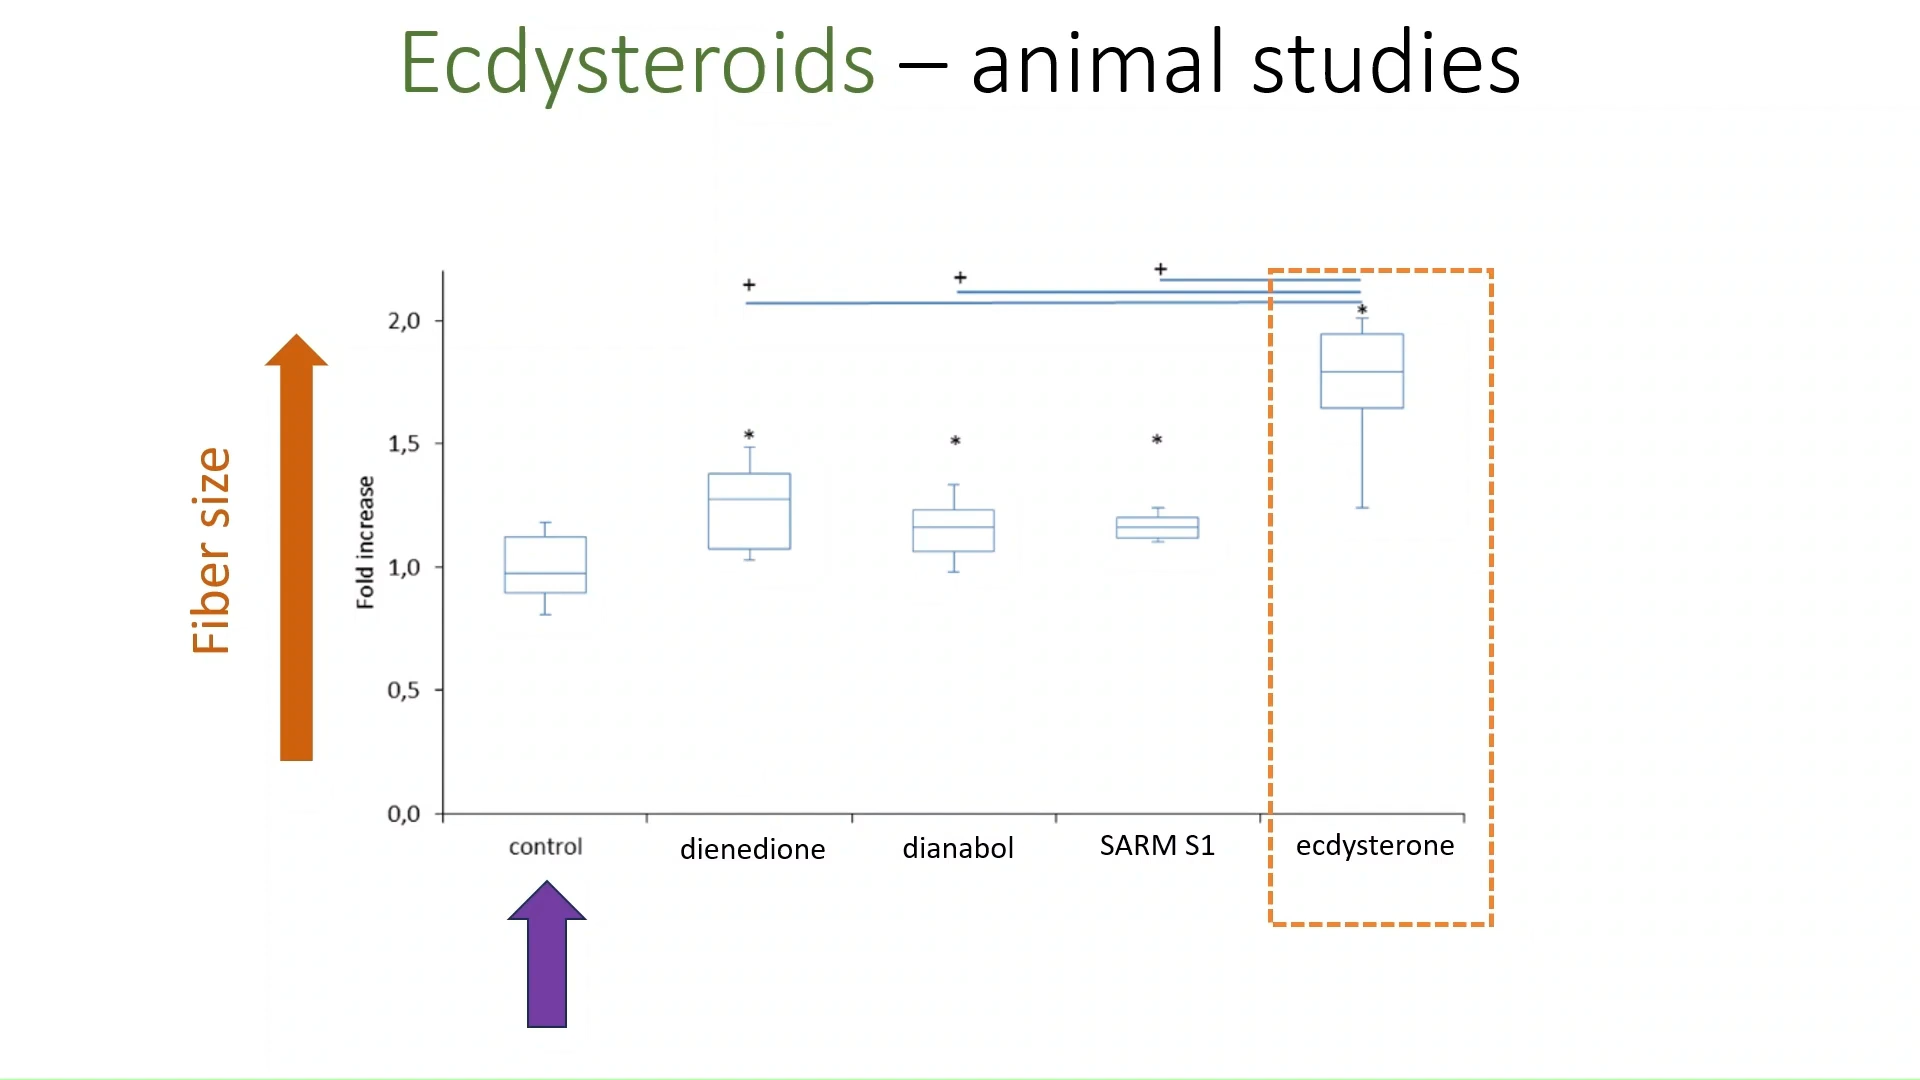 Ecdysteroids – animal studies
Fiber size
Fold increase
2,0
1,5
1,0
0,5
0,0
+
+
+
*
*
*
*
control
dienedione
dianabol
SARM S1
ecdysterone